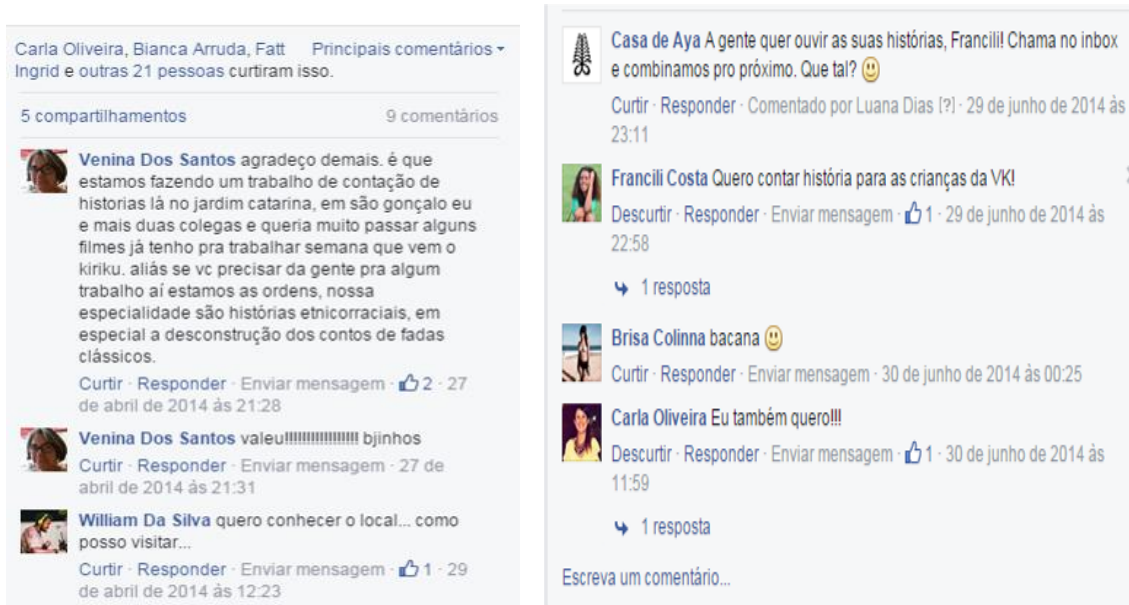 Carla Oliveira, Bianca Arruda, Fatt Principais comentários
Ingrid e outras 21 pessoas curtiram isso.
5 compartilhamentos 9 comentários
Venina Dos Santos agradeço demais. é que
estamos fazendo um trabalho de contação de
historias lá no jardim catarina, em são gonçalo eu
e mais duas colegas e queria muito passar alguns
filmes já tenho pra trabalhar semana que vem o
kiriku. aliás se vc precisar da gente pra algum
trabalho aí estamos as ordens, nossa
especialidade são histórias etnicorraciais, em
especial a desconstrução dos contos de fadas
clássicos.
Curtir · Responder · Enviar mensagem · 2 · 27
de abril de 2014 às 21:28
Venina Dos Santos valeu!!!!!!!!!!!!!!!!!! bjinhos
Curtir · Responder · Enviar mensagem · 27 de
abril de 2014 às 21:31
William Da Silva quero conhecer o local... como
posso visitar...
Curtir · Responder · Enviar mensagem · 1 · 29
de abril de 2014 às 12:23
Casa de Aya A gente quer ouvir as suas histórias, Francili! Chama no inbox
e combinamos pro próximo. Que tal?
Curtir · Responder · Comentado por Luana Dias [?] · 29 de junho de 2014 às
23:11
Francili Costa Quero contar história para as crianças da VK!
Descurtir · Responder · Enviar mensagem · 1 · 29 de junho de 2014 às
22:58
1 resposta
Brisa Colinna bacana
Curtir · Responder · Enviar mensagem · 30 de junho de 2014 às 00:25
Carla Oliveira Eu também quero!!!
Descurtir · Responder · Enviar mensagem · 1 · 30 de junho de 2014 às
11:59
1 resposta
Escreva um comentário...